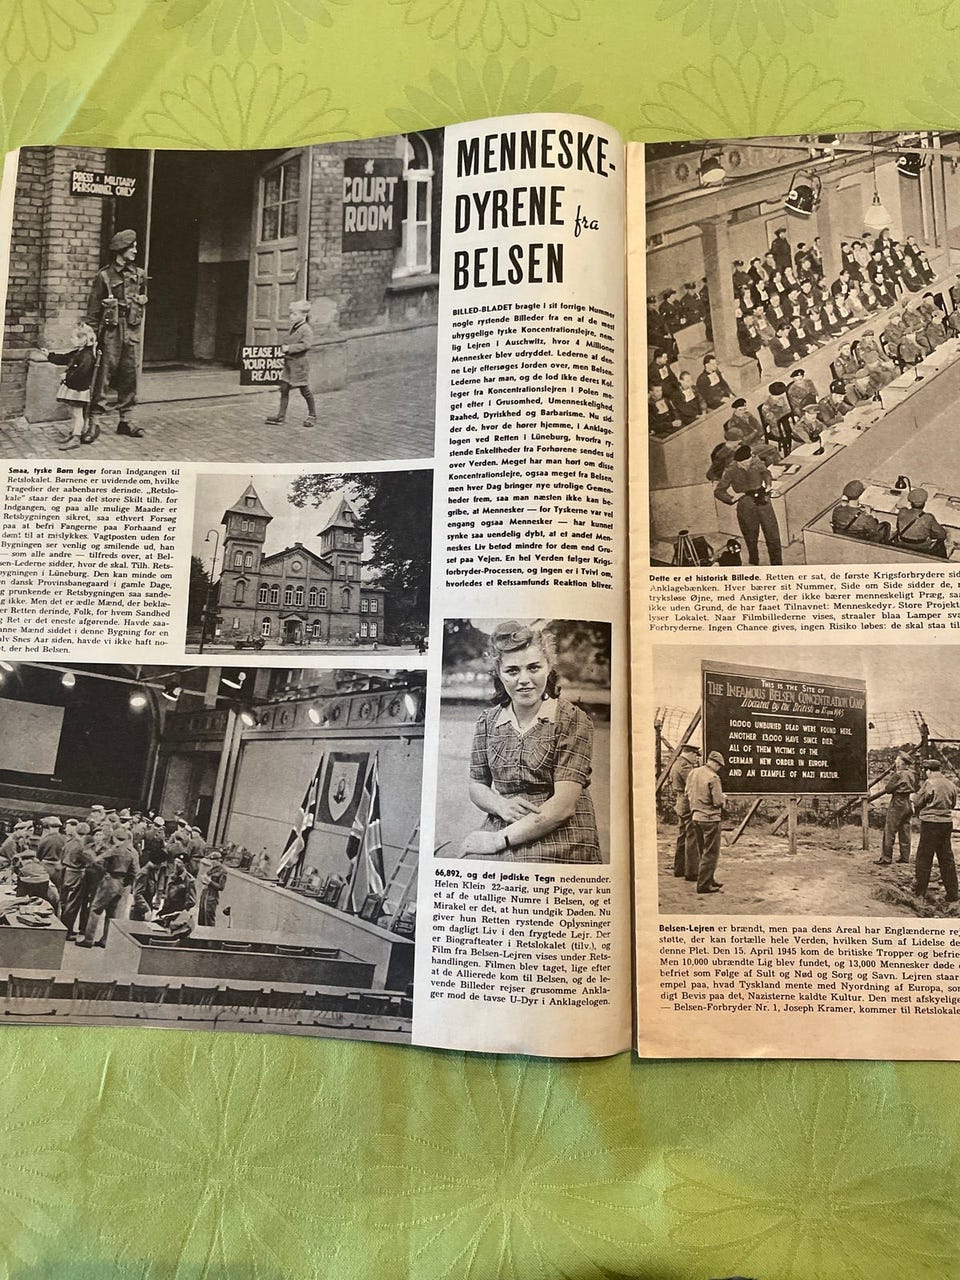 PRESS & MILITARY
PERSONNEL ONLY
COURT
ROOM
PLEASE HA
YOUR PASS
READY
Smaa, tyske Børn leger foran Indgangen til
Retslokalet. Børnene er uvidende om, hvilke
Tragedier der aabenbares derinde. „Retslo-
kale" staar der paa det store Skilt tilh. for
Indgangen, og paa alle mulige Maader er
Retsbygningen sikret, saa ethvert Forsøg
paa at befri Fangerne paa Forhaand er
dømt til at mislykkes. Vagtposten uden for
Bygningen ser venlig og smilende ud, han
— som alle andre — tilfreds over, at Bel-
sen-Lederne sidder, hvor de skal. Tilh. Rets-
bygningen i Lüneburg. Den kan minde om
n dansk Provinsbanegaard i gamle Dage,
g prunkende er Retsbygningen saa sande-
g ikke. Men det er ædle Mænd, der beklæ-
er Retten derinde, Folk, for hvem Sandhed
g Ret er det eneste afgørende. Havde saa-
anne Mænd siddet i denne Bygning for en
alv Snes Aar siden, havde vi ikke haft no-
et, der hed Belsen.
MENNESKE-
DYRENE fra
BELSEN
BILLED-BLADET bragte i sit forrige Nummer
nogle rystende Billeder fra en af de mest
uhyggelige tyske Koncentrationslejre, nem-
lig Lejren i Auschwitz, hvor 4 Millioner
Mennesker blev udryddet. Lederne af den-
ne Lejr eftersøges Jorden over, men Belsen-
Lederne har man, og de lod ikke deres Kol-
leger fra Koncentrationslejren i Polen me-
get efter i Grusomhed, Umenneskelighed,
Raahed, Dyriskhed og Barbarisme. Nu sid-
der de, hvor de hører hjemme, i Anklage-
logen ved Retten i Lüneburg, hvorfra ry-
stende Enkeltheder fra Forhørene sendes ud
over Verden. Meget har man hørt om disse
Koncentrationslejre, ogsaa meget fra Belsen,
men hver Dag bringer nye utrolige Gemen-
heder frem, saa man næsten ikke kan be-
gribe, at Mennesker — for Tyskerne var vel
engang ogsaa Mennesker — har kunnet
synke saa uendelig dybt, at et andet Men-
neskes Liv betød mindre for dem end Gru-
set paa Vejen. En hel Verden følger Krigs-
forbryder-Processen, og ingen er i Tvivl om,
hvorledes et Retssamfunds Reaktion bliver.
66,892, og det jødiske Tegn nedenunder.
Helen Klein 22-aarig, ung Pige, var kun
et af de utallige Numre i Belsen, og et
Mirakel er det, at hun undgik Døden. Nu
giver hun Retten rystende Oplysninger
om dagligt Liv i den frygtede Lejr. Der
er Biografteater i Retslokalet (tilv.), og
Film fra Belsen-Lejren vises under Rets-
handlingen. Filmen blev taget, lige efter
at de Allierede kom til Belsen, og de le-
vende Billeder rejser grusomme Ankla-
ger mod de tavse U-Dyr i Anklagelogen.
Dette er et historisk Billede. Retten er sat, de første Krigsforbrydere sid
Anklagebænken. Hver bærer sit Nummer. Side om Side sidder de, m
tryksløse Øjne, med Ansigter, der ikke bærer menneskeligt Præg, saa
ikke uden Grund, de har faaet Tilnavnet: Menneskedyr. Store Projekt
lyser Lokalet. Naar Filmbillederne vises, straaler blaa Lamper sva
Forbryderne. Ingen Chance gives, ingen Risiko løbes: de skal staa til
THIS IS THE SITE OF
THE INFAMOUS BELSEN CONCENTRATION CAMP
Liberated by the British on 15 april 1945
10,000 UNBURIED DEAD WERE FOUND HERE.
ANOTHER 13,000 HAVE SINCE DIED.
ALL OF THEM VICTIMS OF THE
GERMAN NEW ORDER IN EUROPE.
AND AN EXAMPLE OF NAZI KULTUR.
Belsen-Lejren er brændt, men paa dens Areal har Englænderne rej
støtte, der kan fortælle hele Verden, hvilken Sum af Lidelse de
denne Plet. Den 15. April 1945 kom de britiske Tropper og befrie
Men 10,000 ubrændte Lig blev fundet, og 13,000 Mennesker døde e
befriet som Følge af Sult og Nød og Sorg og Savn. Lejren staar
empel paa, hvad Tyskland mente med Nyordning af Europa, som
digt Bevis paa det, Nazisterne kaldte Kultur. Den mest afskyelige
— Belsen-Forbryder Nr. 1, Joseph Kramer, kommer til Retslokale